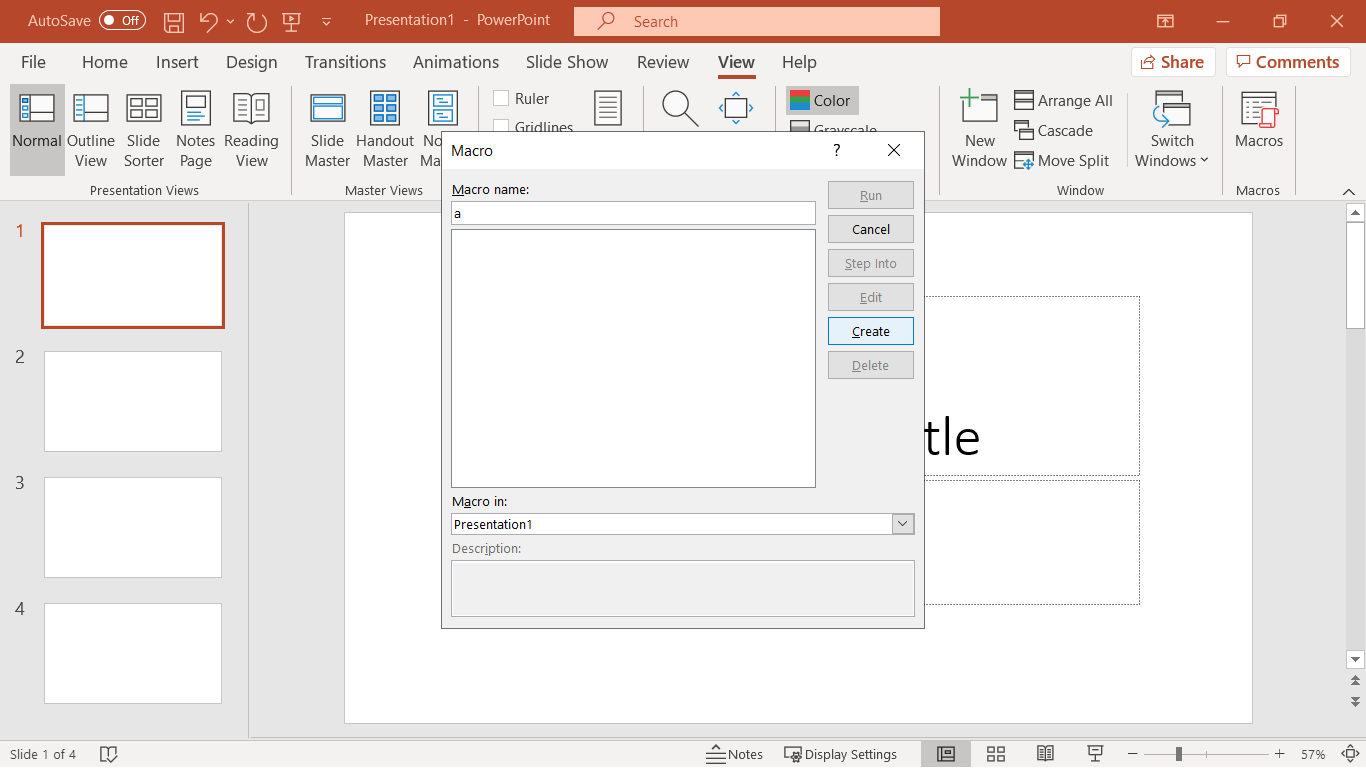 AutoSave Off Presentation1 - PowerPoint Search
File Home Insert Design Transitions Animations Slide Show Review View Help Share Comments
Normal Outline View Slide Sorter Notes Page Reading View
Presentation Views
Slide Master Handout Master No Ma
Master Views
Ruler
Gridlines
Color
Grayscale
New Window
Arrange All
Cascade
Move Split
Switch Windows
Window
Macros
Macros
Macro ?
Macro name:
a
Run
Cancel
Step Into
Edit
Create
Delete
Macro in:
Presentation1
Description:
1
2
3
4
tle
Slide 1 of 4 Notes Display Settings 57%